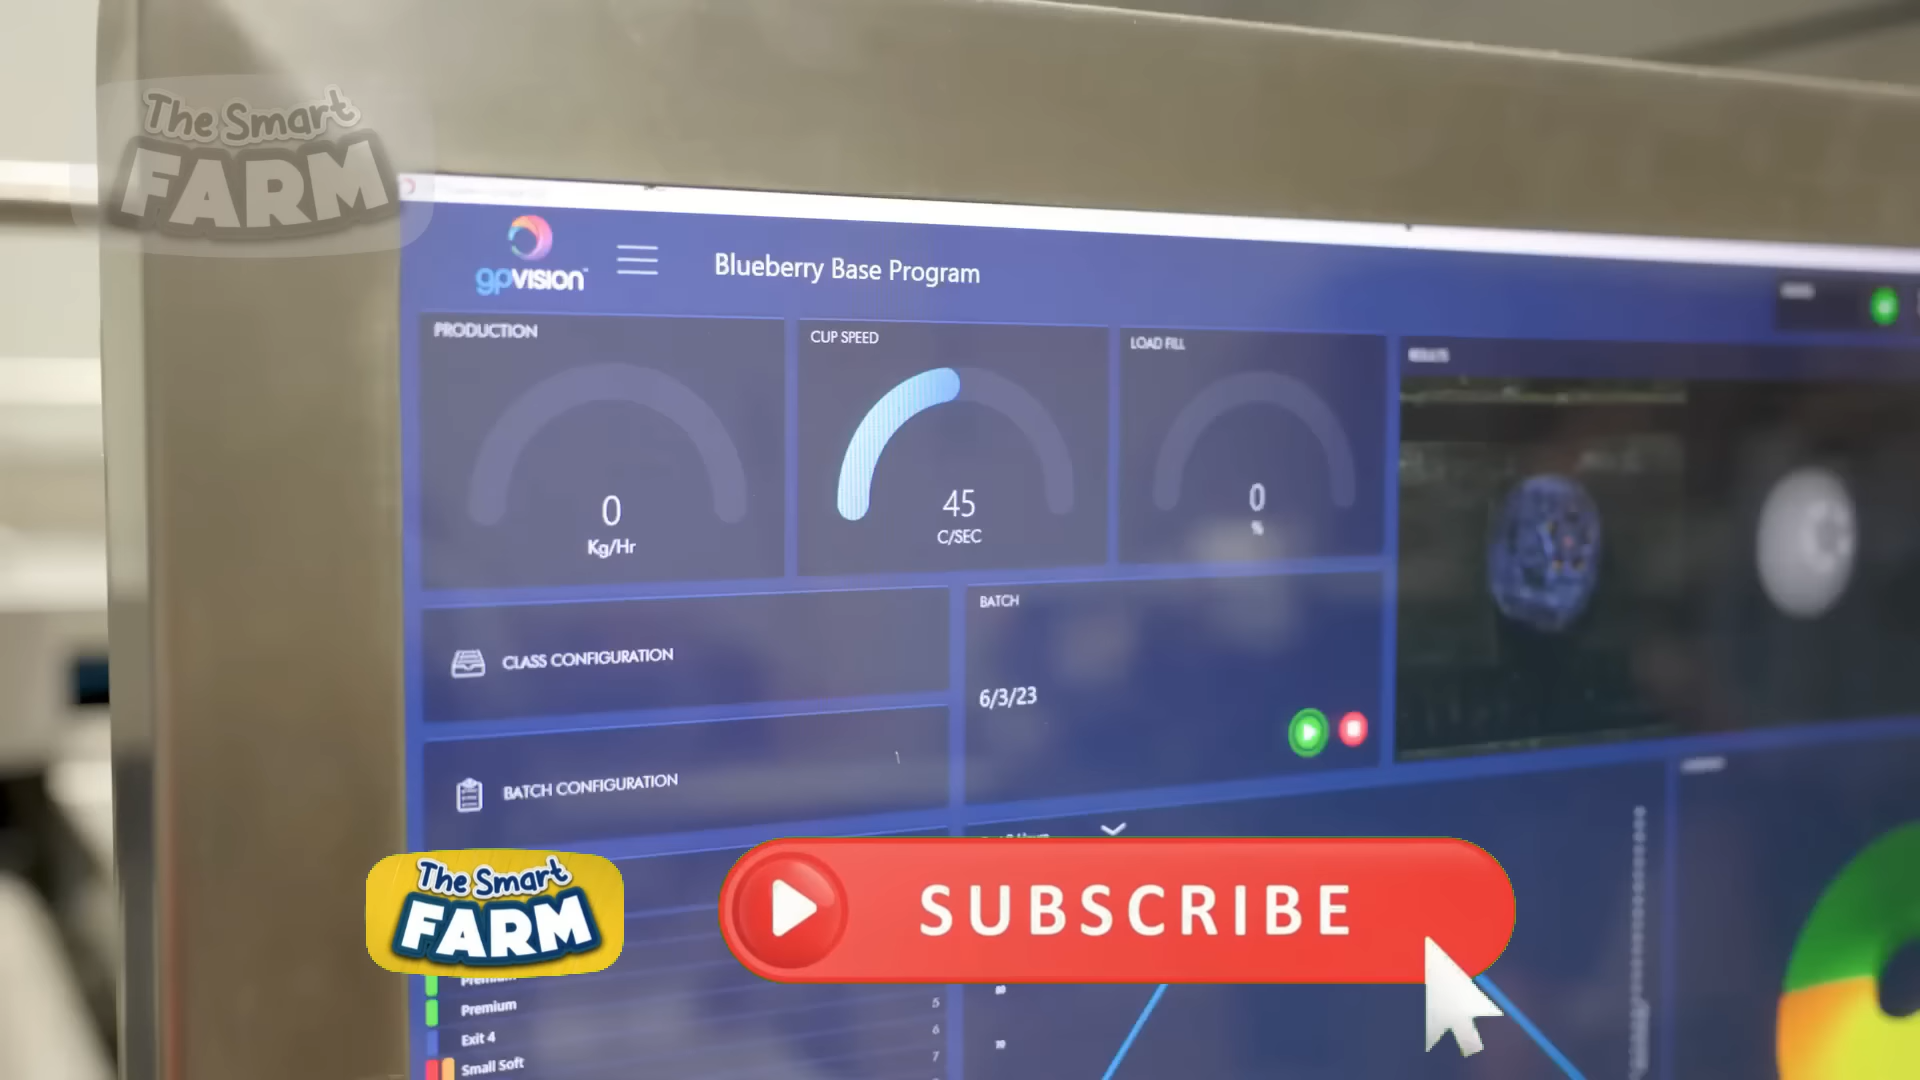 The Smart
FARM
gpvision
Blueberry Base Program
PRODUCTION
CUP SPEED
LOAD FILL
RESULTS
0
Kg/Hr
45
C/SEC
0
%
CLASS CONFIGURATION
BATCH
6/3/23
BATCH CONFIGURATION
The Smart
FARM
SUBSCRIBE
Premium
Premium
5
Exit 4
6
Small Soft
7